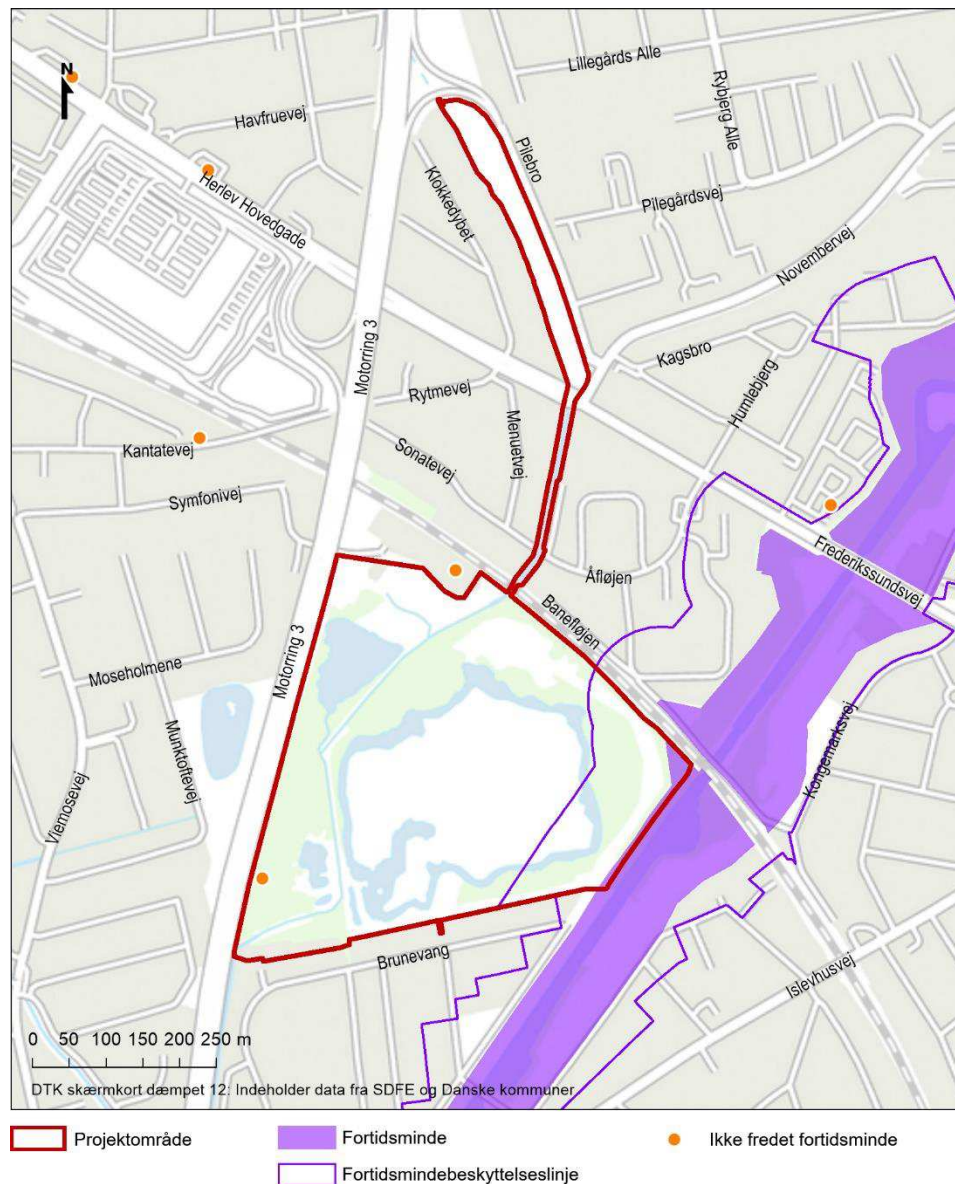 Lillegårds Alle
N
Rybjerg Alle
Havfruevej
Pilebro
Klokkedybet
Pilegårdsvej
Herlev Hovedgade
Novembervej
Motorring 3
Kagsbro
Humlebjerg
Rytmevej
Menuetvej
Kantatevej
Sonatevej
Symfonivej
Frederikssundsvej
Åfløjen
Banefløjen
Motorring 3
Moseholmene
Kongemarksvej
Munktoftevej
Viemosevej
Brunevang
Islevhusvej
0 50 100 150 200 250 m
DTK skærmkort dæmpet 12: Indeholder data fra SDFE og Danske kommuner
Projektområde
Fortidsminde
Ikke fredet fortidsminde
Fortidsmindebeskyttelseslinje